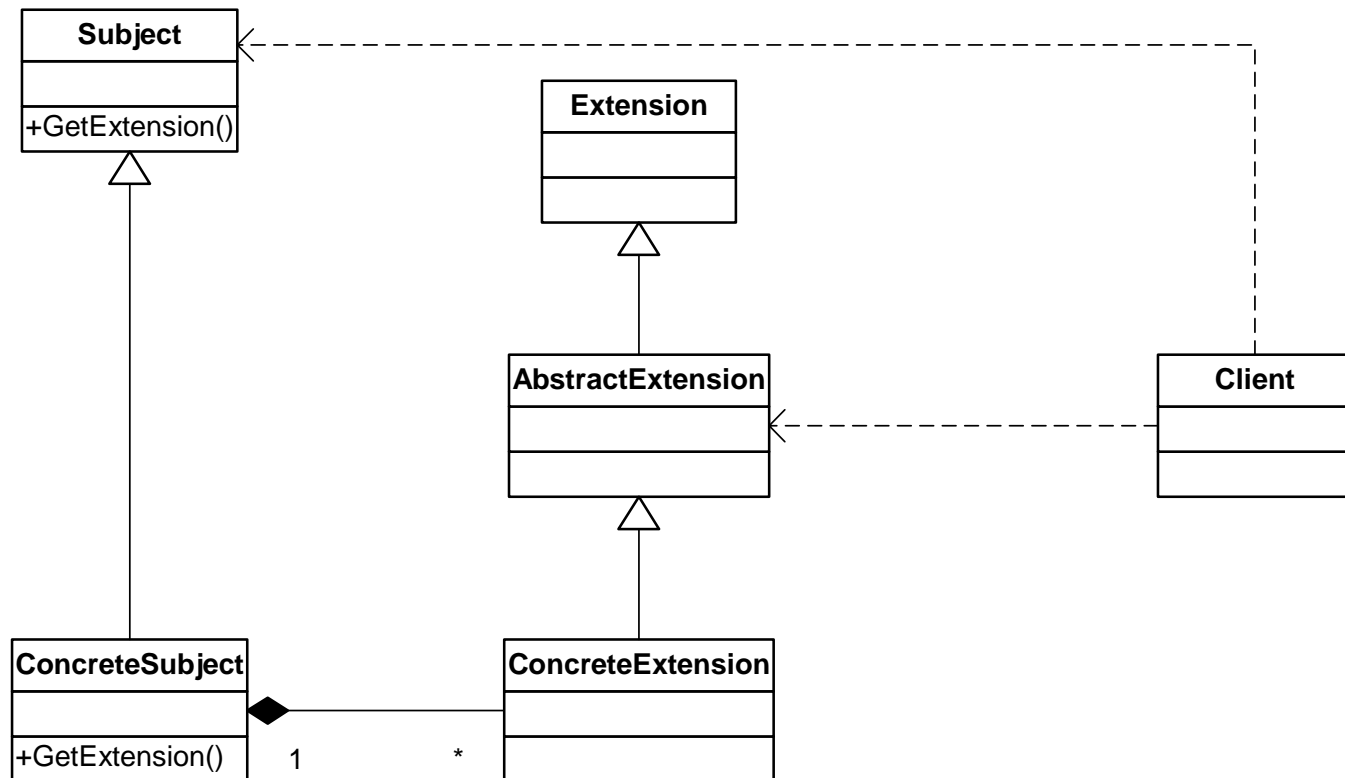 Subject
+GetExtension()
Extension
AbstractExtension
Client
ConcreteSubject
+GetExtension()
1
*
ConcreteExtension